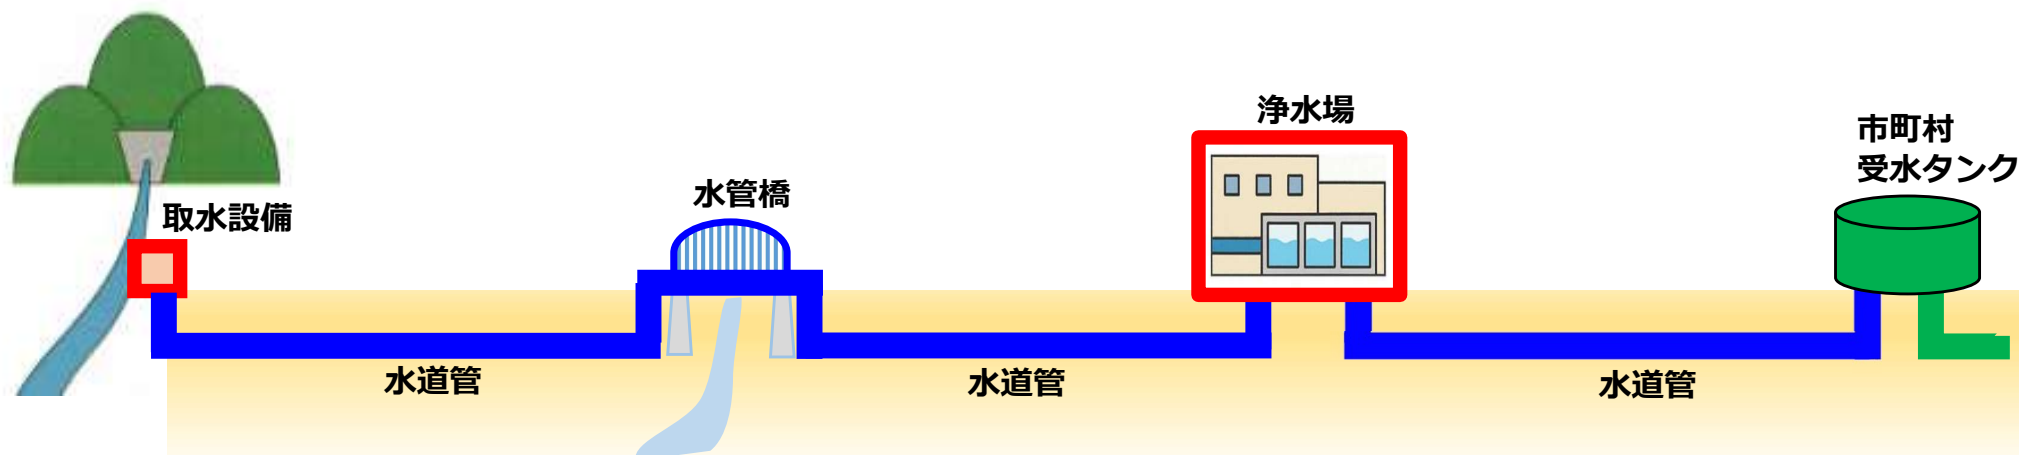 取水設備
水管橋
浄水場
市町村
受水タンク
水道管
水道管
水道管